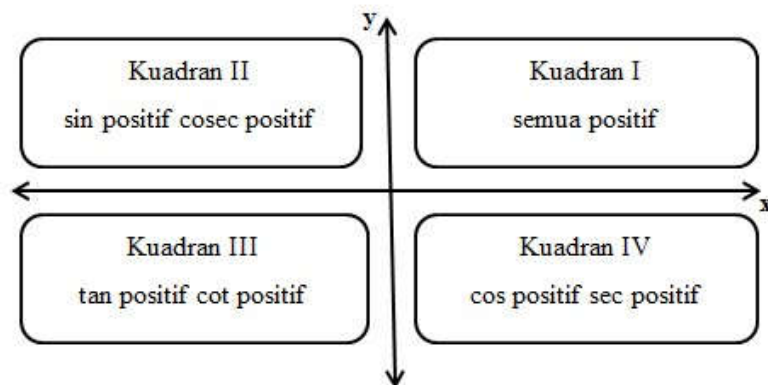 y
Kuadran II
sin positif cosec positif
Kuadran I
semua positif
x
Kuadran III
tan positif cot positif
Kuadran IV
cos positif sec positif